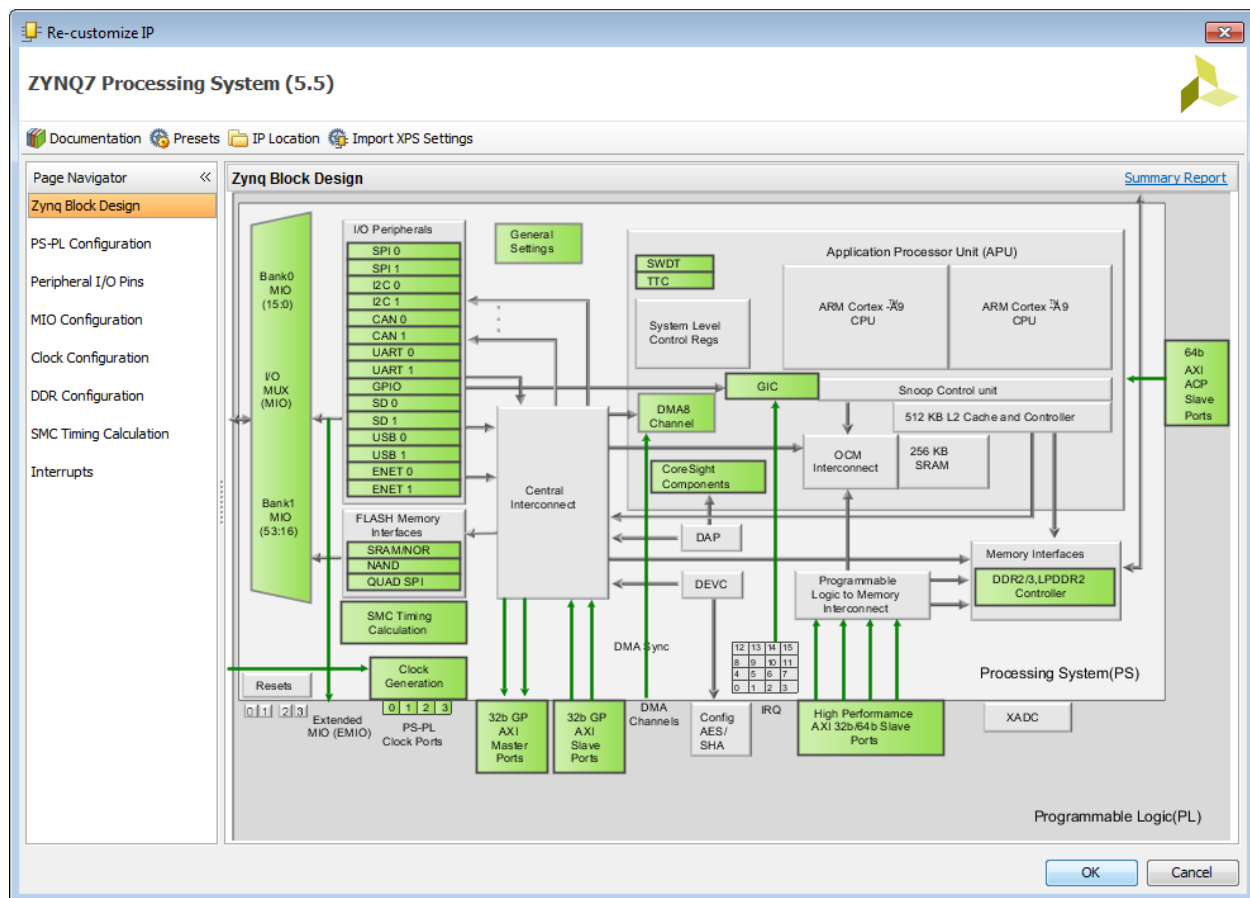 Re-customize IP
ZYNQ7 Processing System (5.5)
Documentation Presets IP Location Import XPS Settings
Page Navigator «
Zynq Block Design
PS-PL Configuration
Peripheral I/O Pins
MIO Configuration
Clock Configuration
DDR Configuration
SMC Timing Calculation
Interrupts
Zynq Block Design
Summary Report
Bank0
MIO
(15:0)
I/O
MUX
(MIO)
Bank1
MIO
(53:16)
I/O Peripherals
SPI 0
SPI 1
I2C 0
I2C 1
CAN 0
CAN 1
UART 0
UART 1
GPIO
SD 0
SD 1
USB 0
USB 1
ENET 0
ENET 1
FLASH Memory
Interfaces
SRAM/NOR
NAND
QUAD SPI
SMC Timing
Calculation
Clock
Generation
0 1 2 3
PS-PL
Clock Ports
Resets
0 1 2 3
Extended
MIO (EMIO)
General
Settings
Central
Interconnect
32b GP
AXI
Master
Ports
32b GP
AXI
Slave
Ports
Application Processor Unit (APU)
SWDT
TTC
System Level
Control Regs
ARM Cortex -™A9
CPU
ARM Cortex ™-A9
CPU
GIC
Snoop Control unit
DMA8
Channel
512 KB L2 Cache and Controller
OCM
Interconnect
256 KB
SRAM
CoreSight
Components
DAP
DEVC
Programmable
Logic to Memory
Interconnect
Memory Interfaces
DDR2/3,LPDDR2
Controller
64b
AXI
ACP
Slave
Ports
DMA Sync
12 13 14 15
8 9 10 11
4 5 6 7
0 1 2 3
IRQ
DMA
Channels
Config
AES/
SHA
High Performamce
AXI 32b/64b Slave
Ports
Processing System(PS)
XADC
Programmable Logic(PL)
OK
Cancel